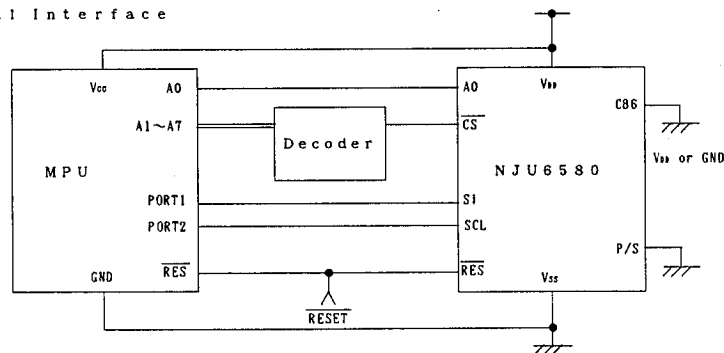 l Interface
Vcc
A0
A0
VDD
C86
A1~A7
Decoder
CS
MPU
NJU6580
VDD or GND
PORT1
SI
PORT2
SCL
P/S
RES
RES
GND
VSS
RESET